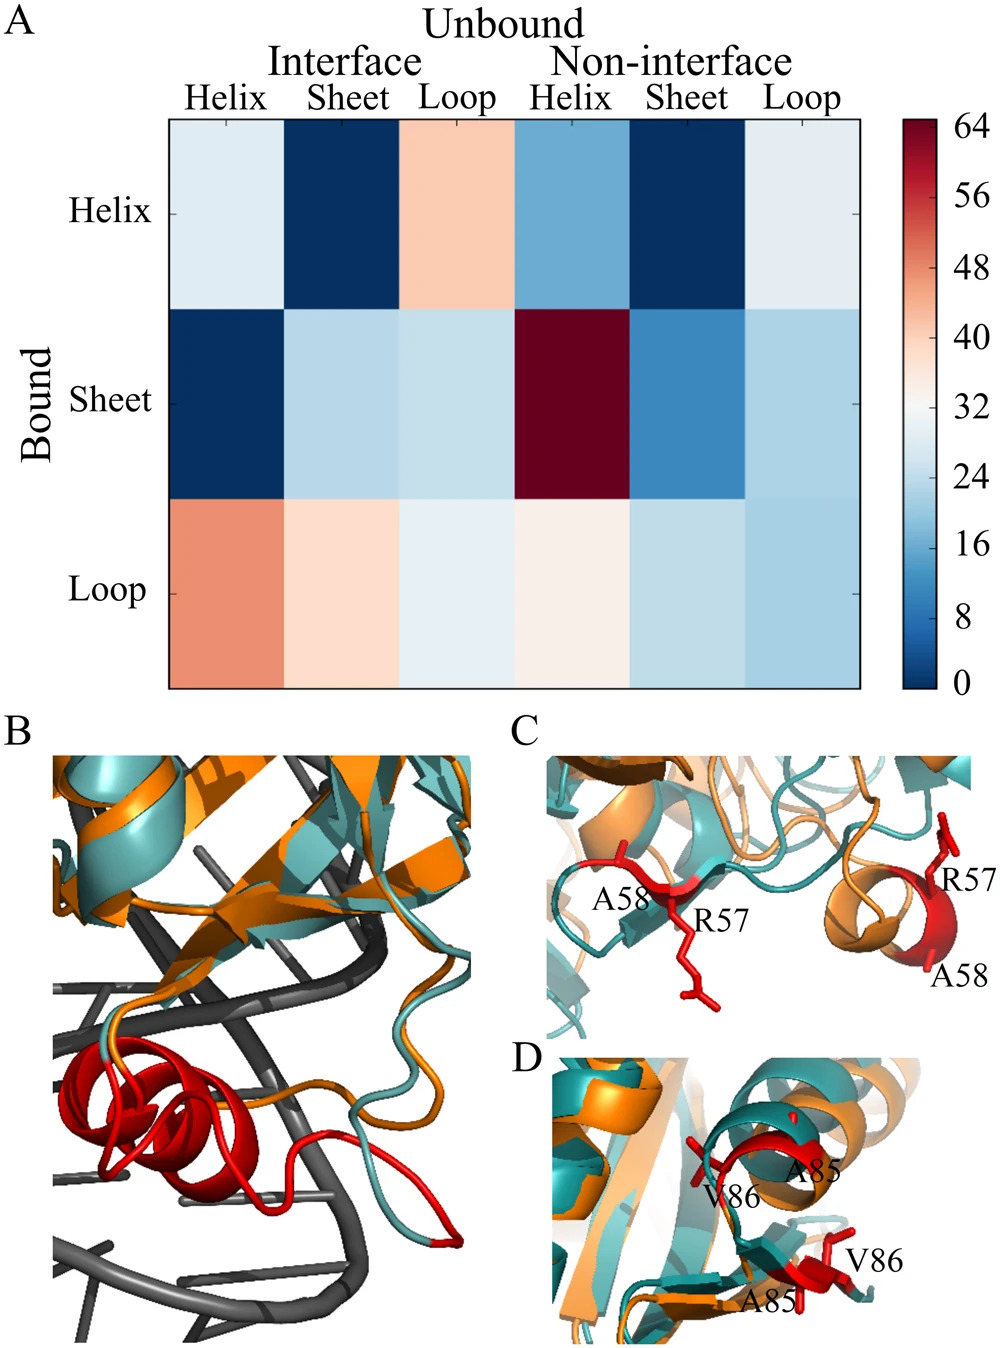 A
Unbound
Interface Non-interface
Helix Sheet Loop Helix Sheet Loop
Helix
Sheet
Loop
Bound
64
56
48
40
32
24
16
8
0
B
C
A58
R57
R57
A58
D
A85
V86
V86
A85